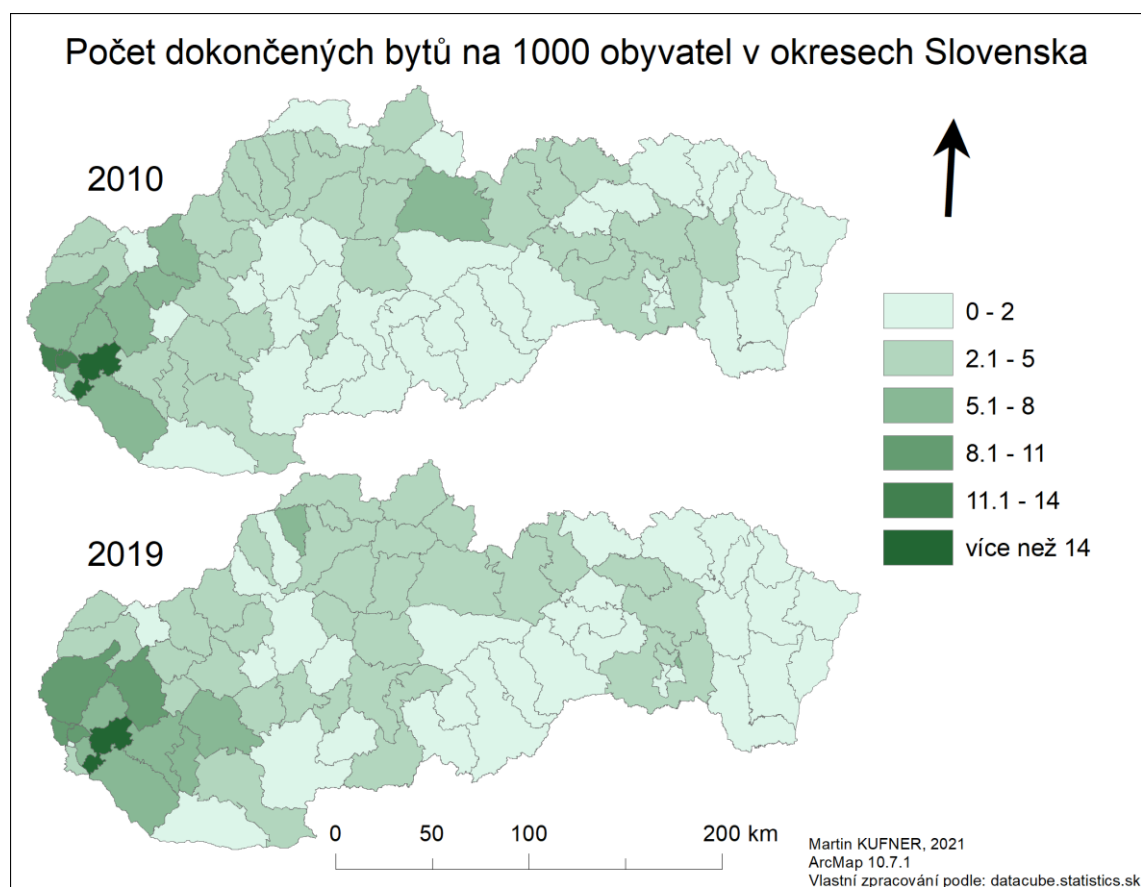 Počet dokončených bytů na 1000 obyvatel v okresech Slovenska
2010
0 - 2
2.1 - 5
5.1 - 8
8.1 - 11
11.1 - 14
více než 14
2019
0 50 100 200 km
Martin KUFNER, 2021
ArcMap 10.7.1
Vlastní zpracování podle: datacube.statistics.sk